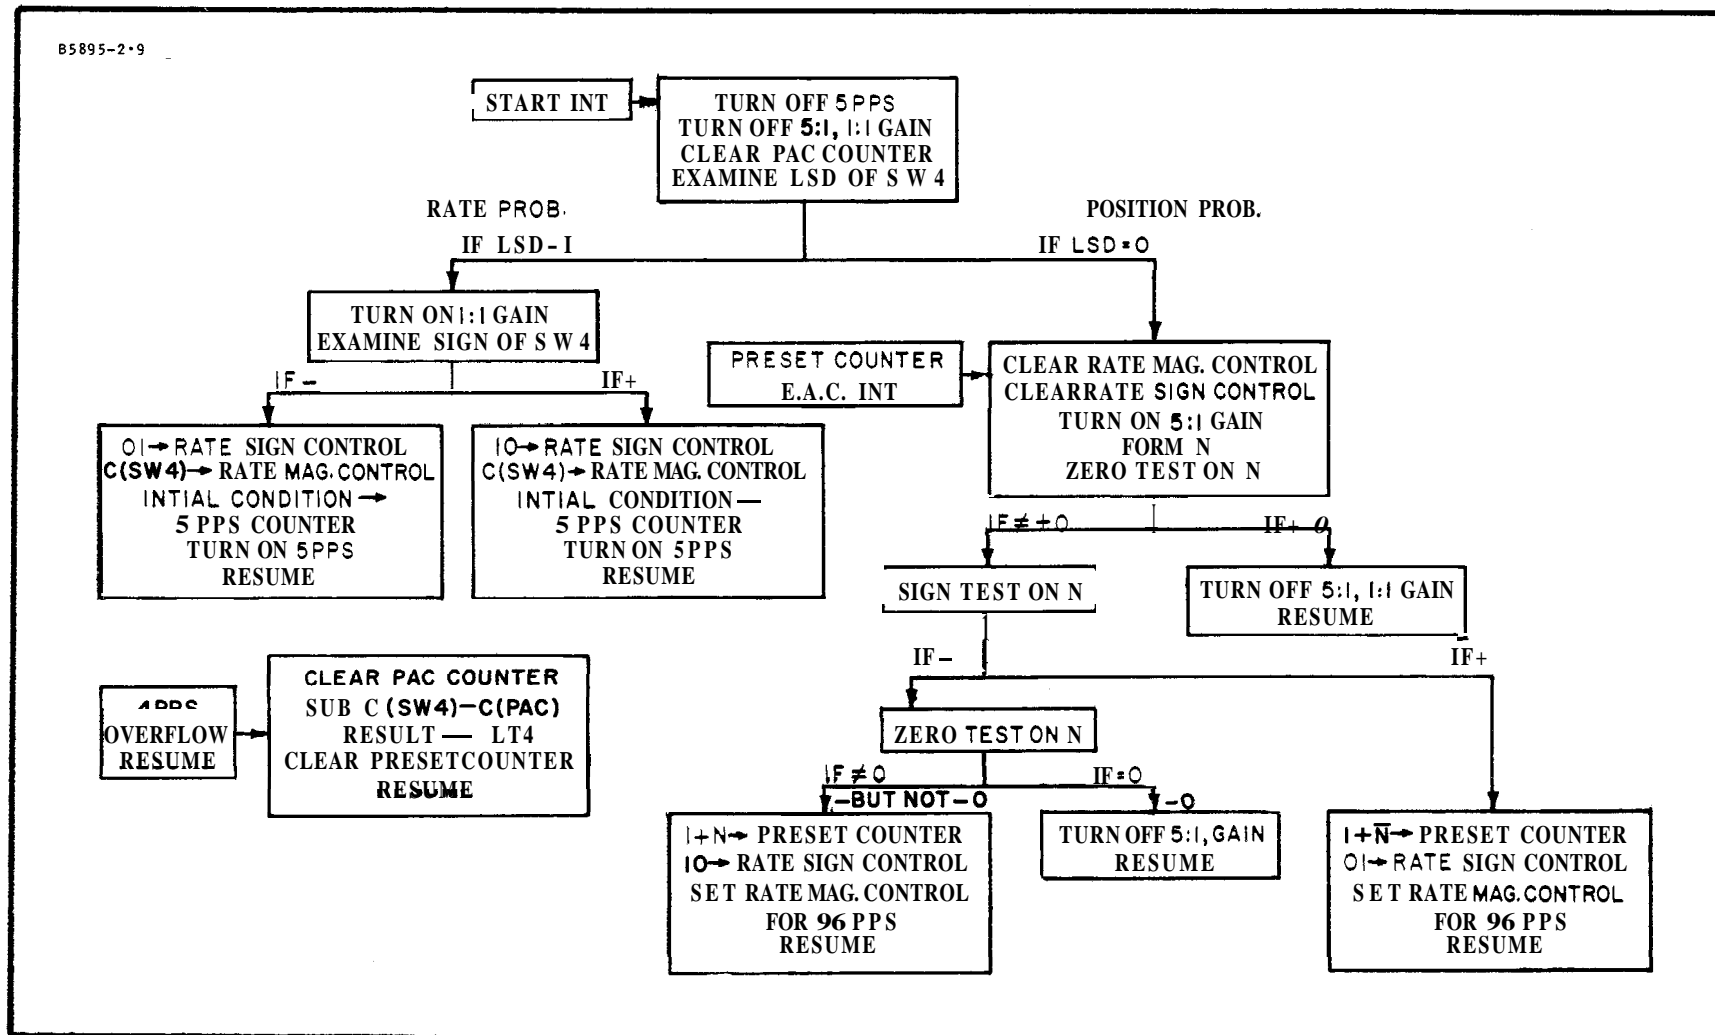 B5895-2·9
START INT
TURN OFF 5PPS
TURN OFF 5:1, 1:1 GAIN
CLEAR PAC COUNTER
EXAMINE LSD OF S W 4
RATE PROB.
POSITION PROB.
IF LSD-1
IF LSD=0
TURN ON 1:1 GAIN
EXAMINE SIGN OF S W 4
PRESET COUNTER
E.A.C. INT
CLEAR RATE MAG. CONTROL
CLEARRATE SIGN CONTROL
TURN ON 5:1 GAIN
FORM N
ZERO TEST ON N
IF -
IF+
01→RATE SIGN CONTROL
C(SW4)→ RATE MAG.CONTROL
INTIAL CONDITION →
5 PPS COUNTER
TURN ON 5PPS
RESUME
10→RATE SIGN CONTROL
C(SW4)→ RATE MAG. CONTROL
INTIAL CONDITION —
5 PPS COUNTER
TURN ON 5PPS
RESUME
IF ≠ +0
IF+ 0
SIGN TEST ON N
TURN OFF 5:1, 1:1 GAIN
RESUME
IF –
IF+
OVERFLOW
RESUME
CLEAR PAC COUNTER
SUB C (SW4)–C(PAC)
RESULT — LT4
CLEAR PRESETCOUNTER
RESUME
ZERO TEST ON N
IF ≠ 0
IF=0
-BUT NOT-0
-0
1+N→ PRESET COUNTER
10→ RATE SIGN CONTROL
SET RATE MAG. CONTROL
FOR 96 PPS
RESUME
TURN OFF 5:1, GAIN
RESUME
1+N̅→ PRESET COUNTER
01→RATE SIGN CONTROL
SET RATE MAG.CONTROL
FOR 96 PPS
RESUME